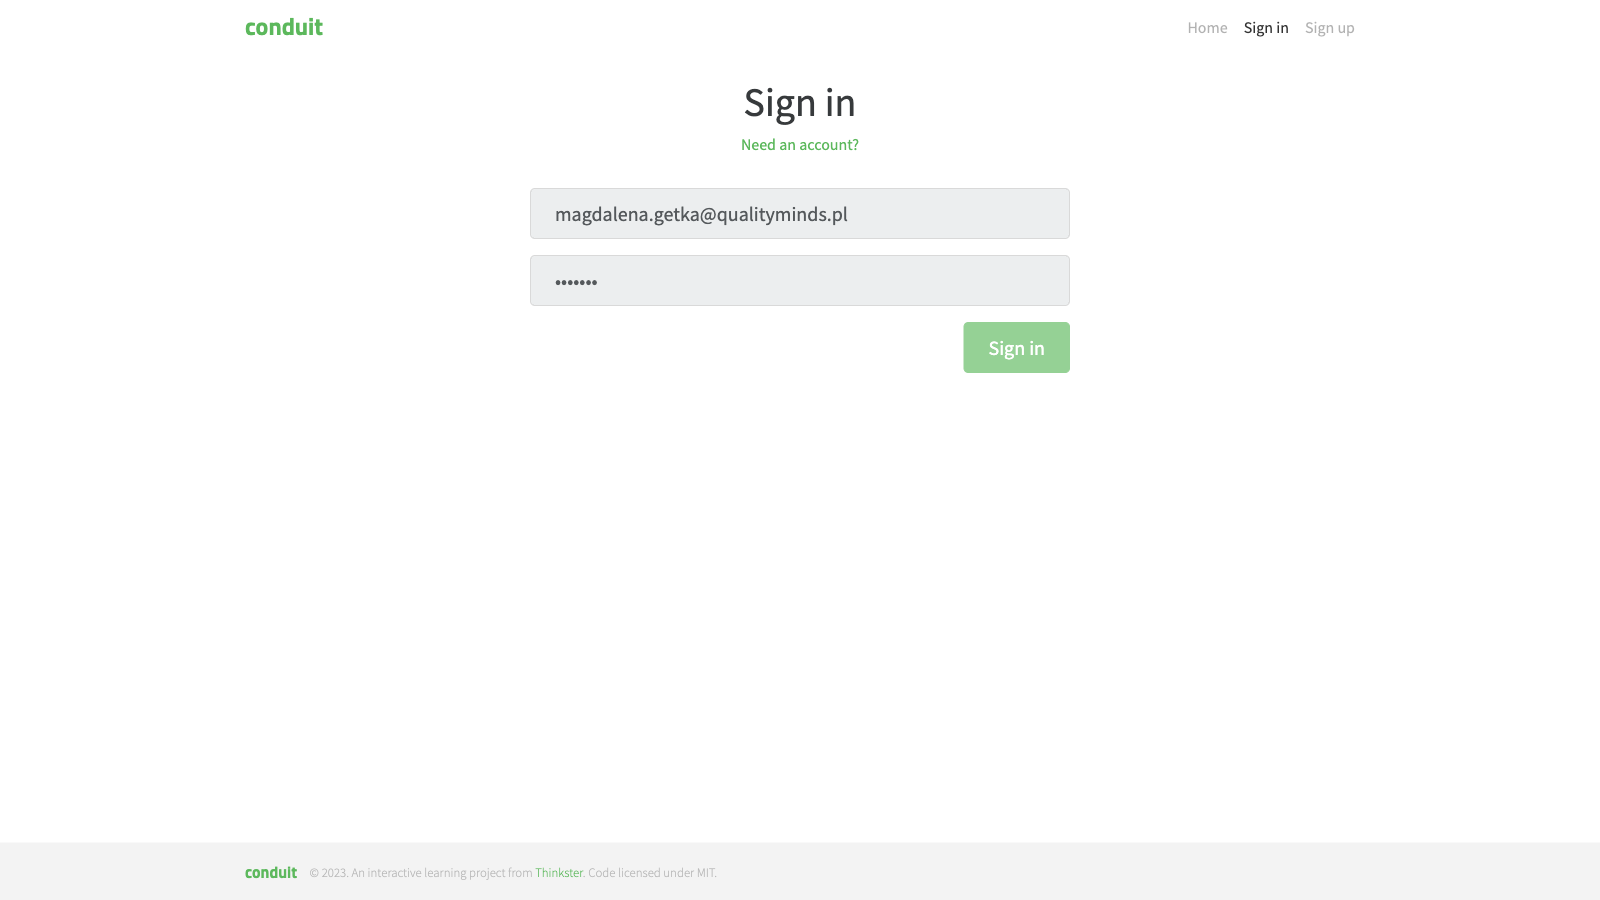 conduit
Home Sign in Sign up
Sign in
Need an account?
magdalena.getka@qualityminds.pl
•••••••
Sign in
conduit © 2023. An interactive learning project from Thinkster. Code licensed under MIT.